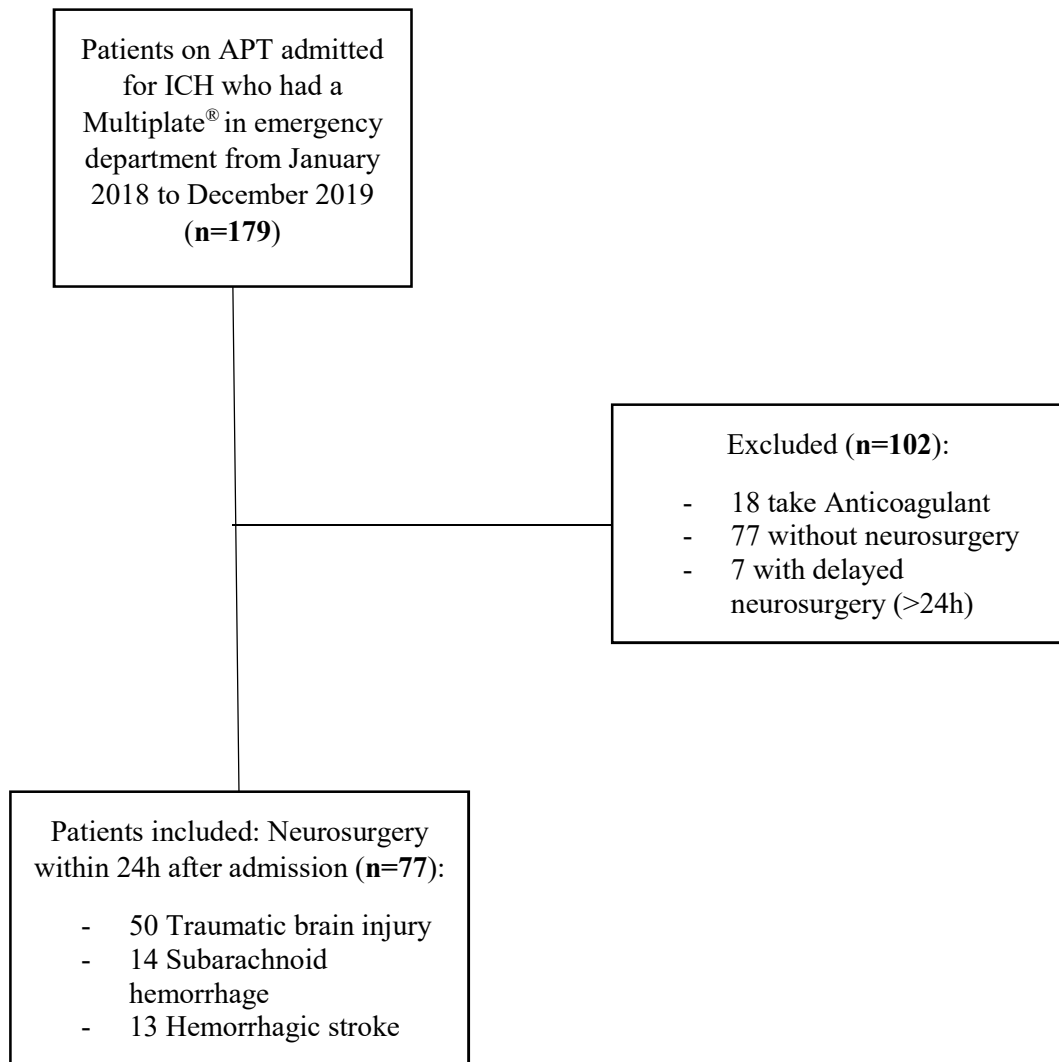 Patients on APT admitted
for ICH who had a
Multiplate® in emergency
department from January
2018 to December 2019
(n=179)
Excluded (n=102):
- 18 take Anticoagulant
- 77 without neurosurgery
- 7 with delayed
neurosurgery (>24h)
Patients included: Neurosurgery
within 24h after admission (n=77):
- 50 Traumatic brain injury
- 14 Subarachnoid
hemorrhage
- 13 Hemorrhagic stroke